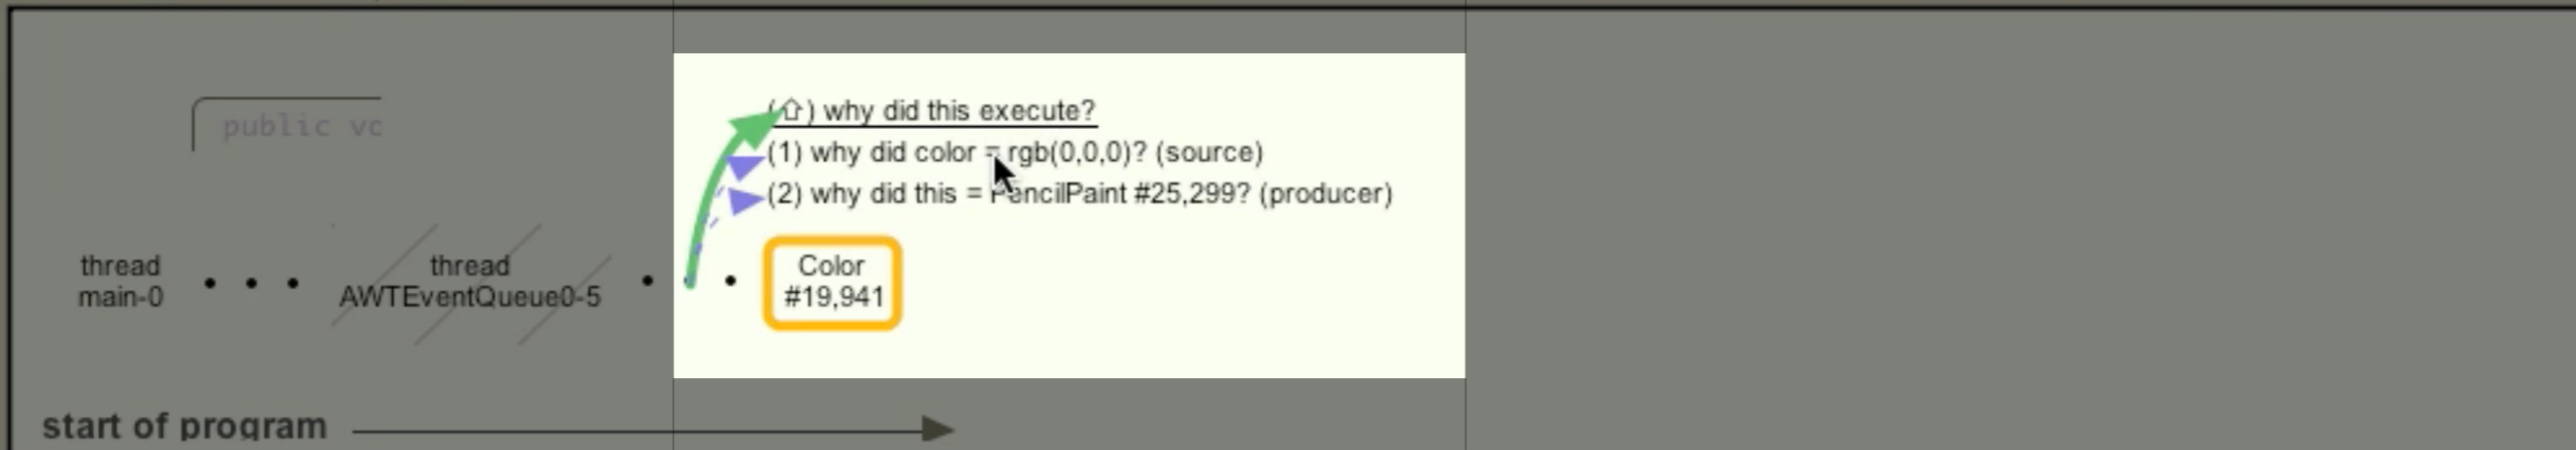 public vc
(⇧) why did this execute?
(1) why did color = rgb(0,0,0)? (source)
(2) why did this = PencilPaint #25,299? (producer)
thread
main-0
thread
AWTEventQueue0-5
Color
#19,941
start of program